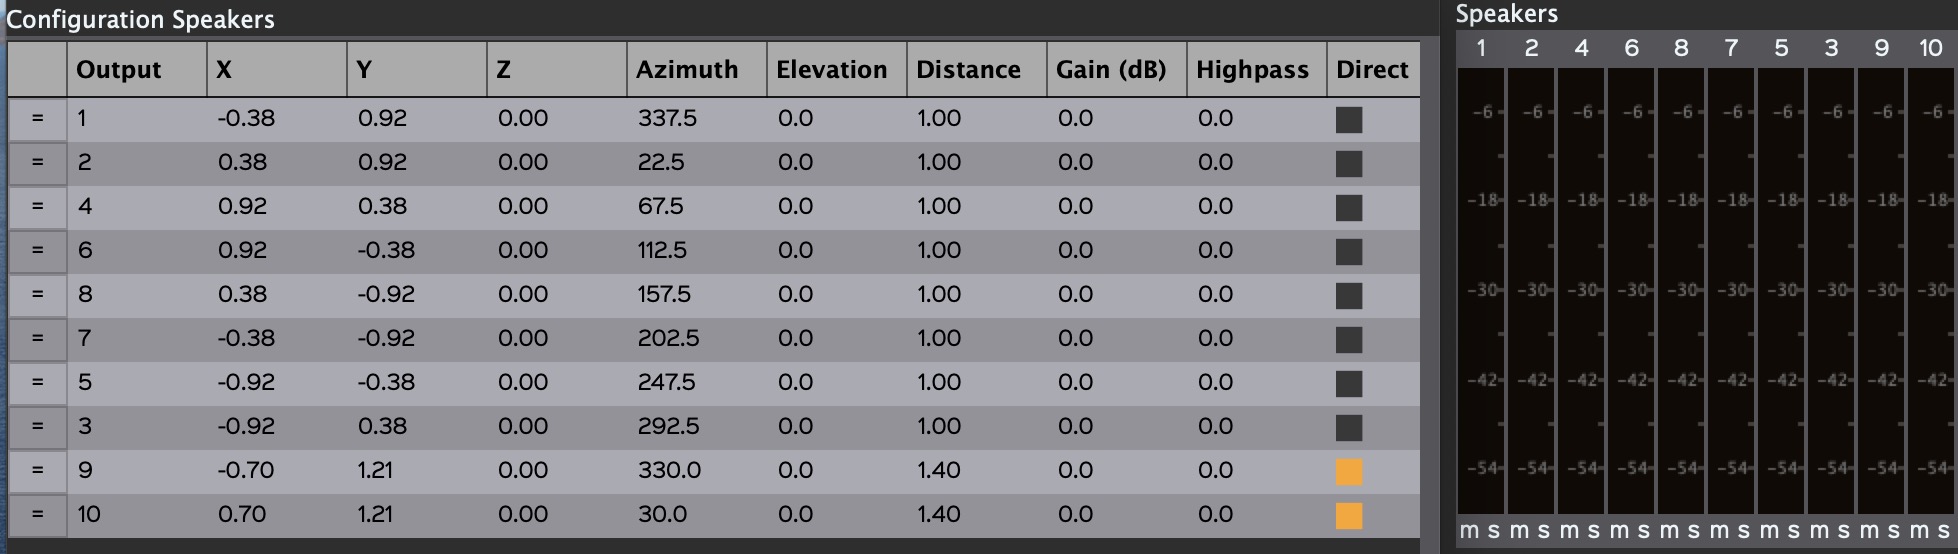 Configuration Speakers
Output X Y Z Azimuth Elevation Distance Gain (dB) Highpass Direct
= 1 -0.38 0.92 0.00 337.5 0.0 1.00 0.0 0.0
= 2 0.38 0.92 0.00 22.5 0.0 1.00 0.0 0.0
= 4 0.92 0.38 0.00 67.5 0.0 1.00 0.0 0.0
= 6 0.92 -0.38 0.00 112.5 0.0 1.00 0.0 0.0
= 8 0.38 -0.92 0.00 157.5 0.0 1.00 0.0 0.0
= 7 -0.38 -0.92 0.00 202.5 0.0 1.00 0.0 0.0
= 5 -0.92 -0.38 0.00 247.5 0.0 1.00 0.0 0.0
= 3 -0.92 0.38 0.00 292.5 0.0 1.00 0.0 0.0
= 9 -0.70 1.21 0.00 330.0 0.0 1.40 0.0 0.0
= 10 0.70 1.21 0.00 30.0 0.0 1.40 0.0 0.0
Speakers
1 2 4 6 8 7 5 3 9 10
-6 -6 -6 -6 -6 -6 -6 -6 -6 -6
-18 -18 -18 -18 -18 -18 -18 -18 -18 -18
-30 -30 -30 -30 -30 -30 -30 -30 -30 -30
-42 -42 -42 -42 -42 -42 -42 -42 -42 -42
-54 -54 -54 -54 -54 -54 -54 -54 -54 -54
m s m s m s m s m s m s m s m s m s m s